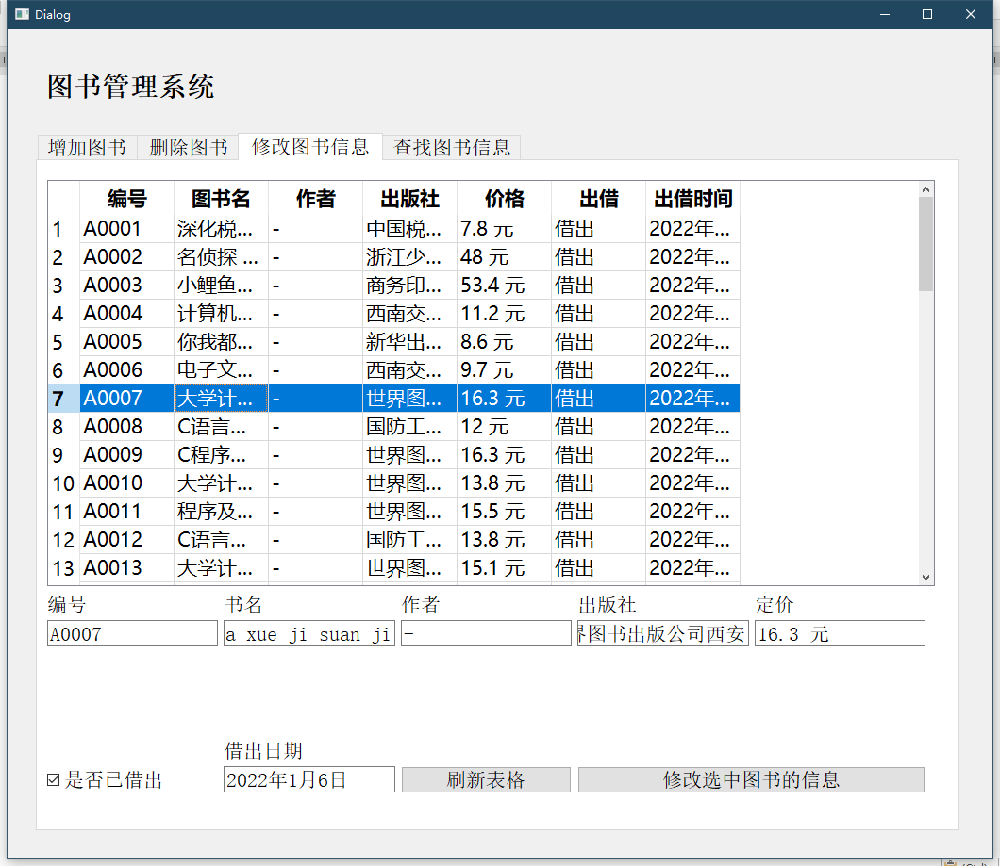 Dialog
图书管理系统
增加图书 删除图书 修改图书信息 查找图书信息
编号 图书名 作者 出版社 价格 出借 出借时间
1 A0001 深化税... - 中国税... 7.8 元 借出 2022年...
2 A0002 名侦探 ... - 浙江少... 48 元 借出 2022年...
3 A0003 小鲤鱼... - 商务印... 53.4 元 借出 2022年...
4 A0004 计算机... - 西南交... 11.2 元 借出 2022年...
5 A0005 你我都... - 新华出... 8.6 元 借出 2022年...
6 A0006 电子文... - 西南交... 9.7 元 借出 2022年...
7 A0007 大学计... - 世界图... 16.3 元 借出 2022年...
8 A0008 C语言... - 国防工... 12 元 借出 2022年...
9 A0009 C程序... - 世界图... 16.3 元 借出 2022年...
10 A0010 大学计... - 世界图... 13.8 元 借出 2022年...
11 A0011 程序及... - 世界图... 15.5 元 借出 2022年...
12 A0012 C语言... - 国防工... 13.8 元 借出 2022年...
13 A0013 大学计... - 世界图... 15.1 元 借出 2022年...
编号 书名 作者 出版社 定价
A0007 a xue ji suan ji - 图书出版公司西安 16.3 元
借出日期
是否已借出 2022年1月6日 刷新表格 修改选中图书的信息